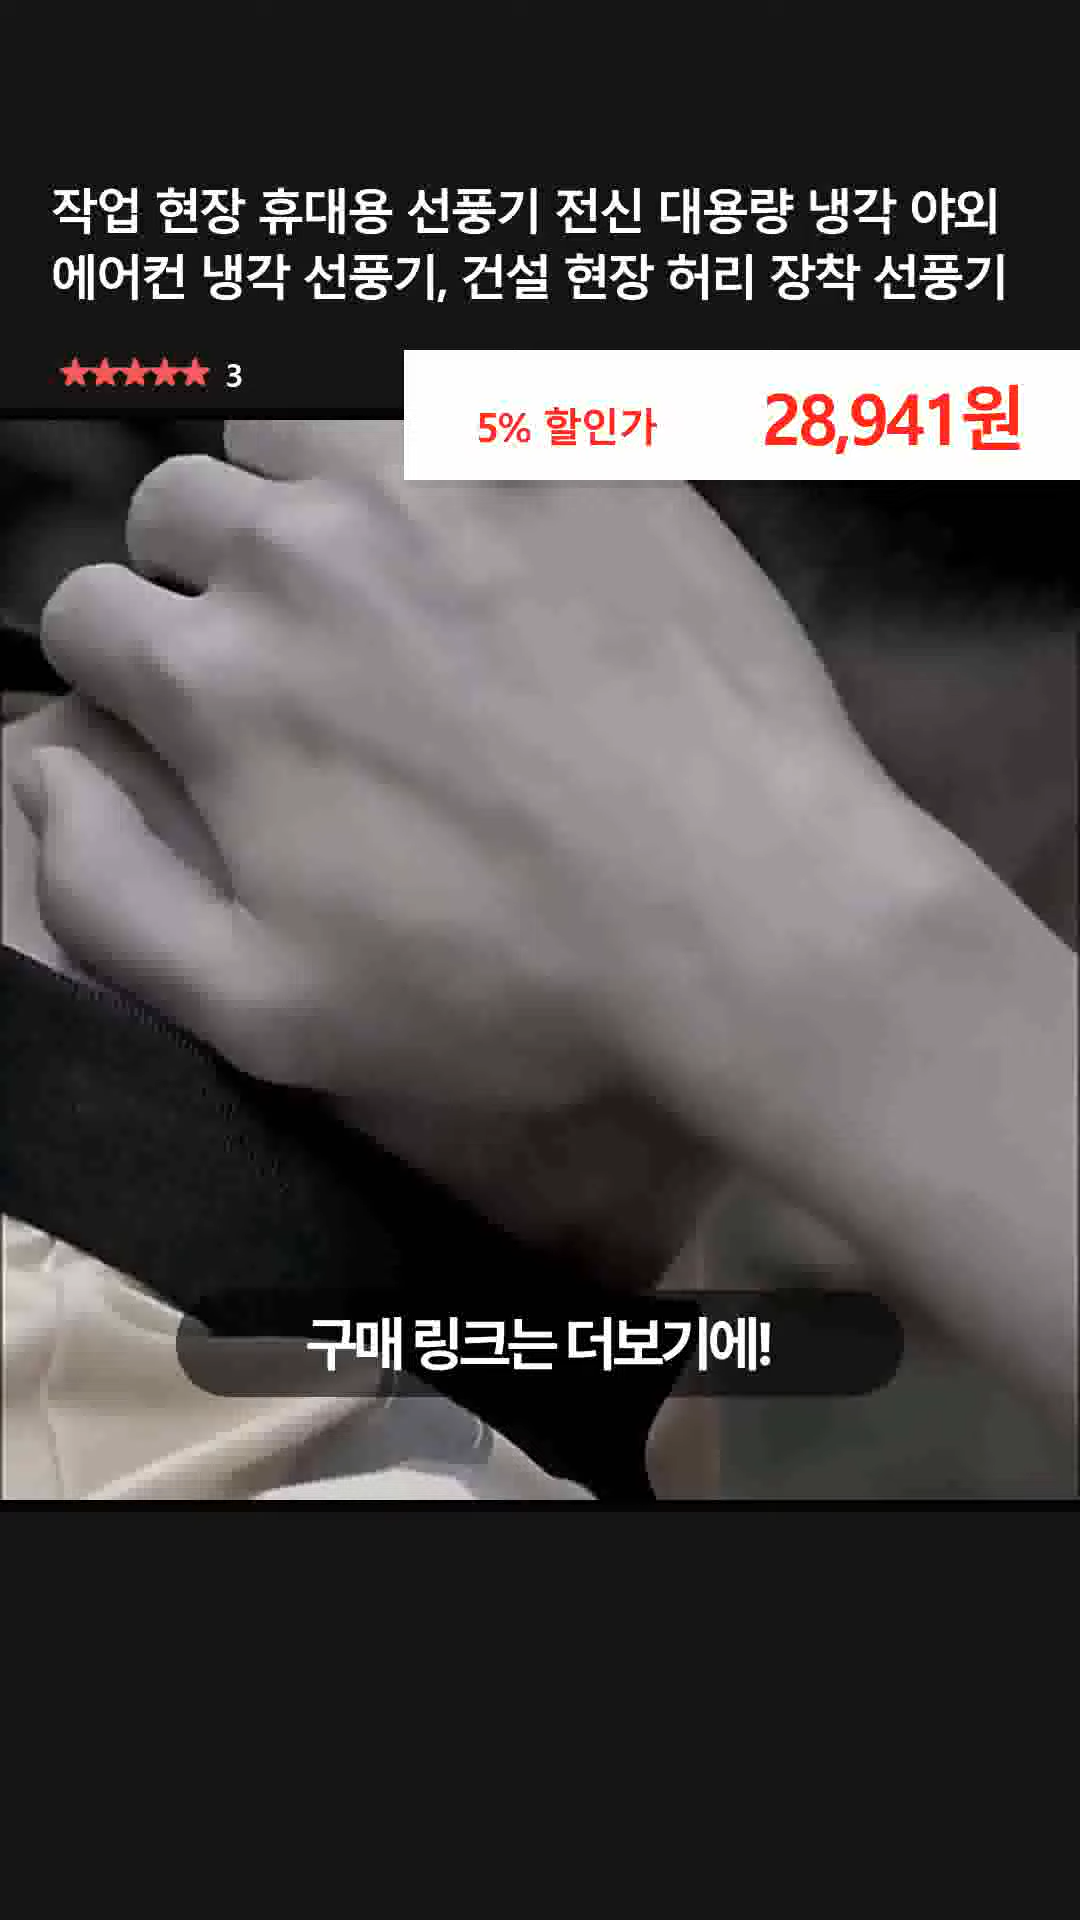 작업 현장 휴대용 선풍기 전신 대용량 냉각 야외
에어컨 냉각 선풍기, 건설 현장 허리 장착 선풍기
★★★★★ 3
5% 할인가 28,941원
구매 링크는 더보기에!